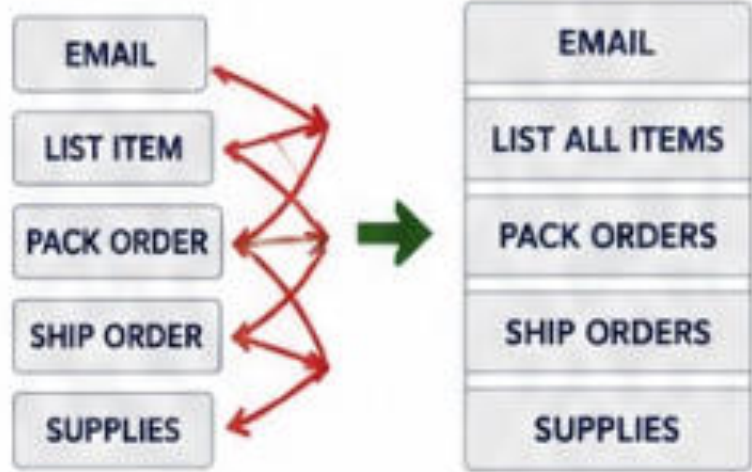 EMAIL
LIST ITEM
PACK ORDER
SHIP ORDER
SUPPLIES
EMAIL
LIST ALL ITEMS
PACK ORDERS
SHIP ORDERS
SUPPLIES